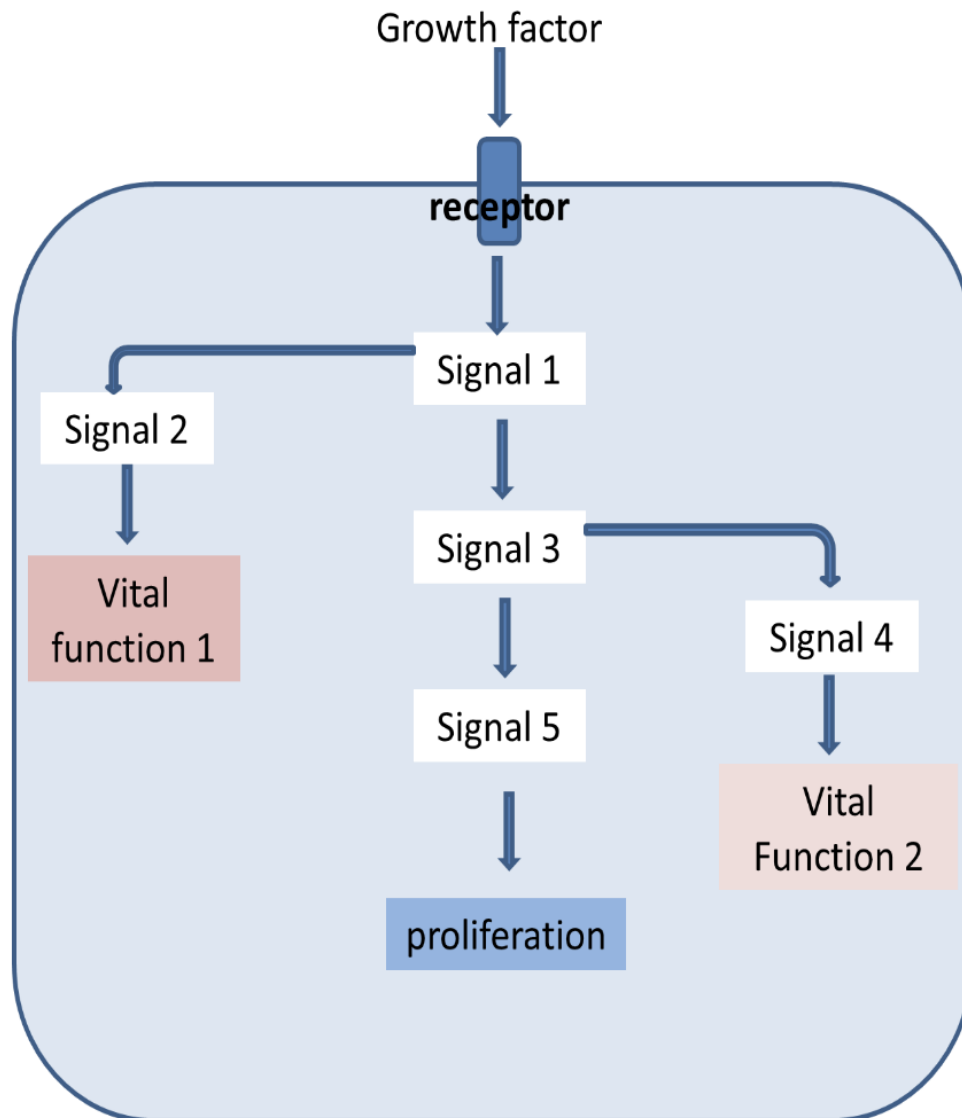 Growth factor
receptor
Signal 1
Signal 2
Signal 3
Vital
function 1
Signal 4
Signal 5
Vital
Function 2
proliferation